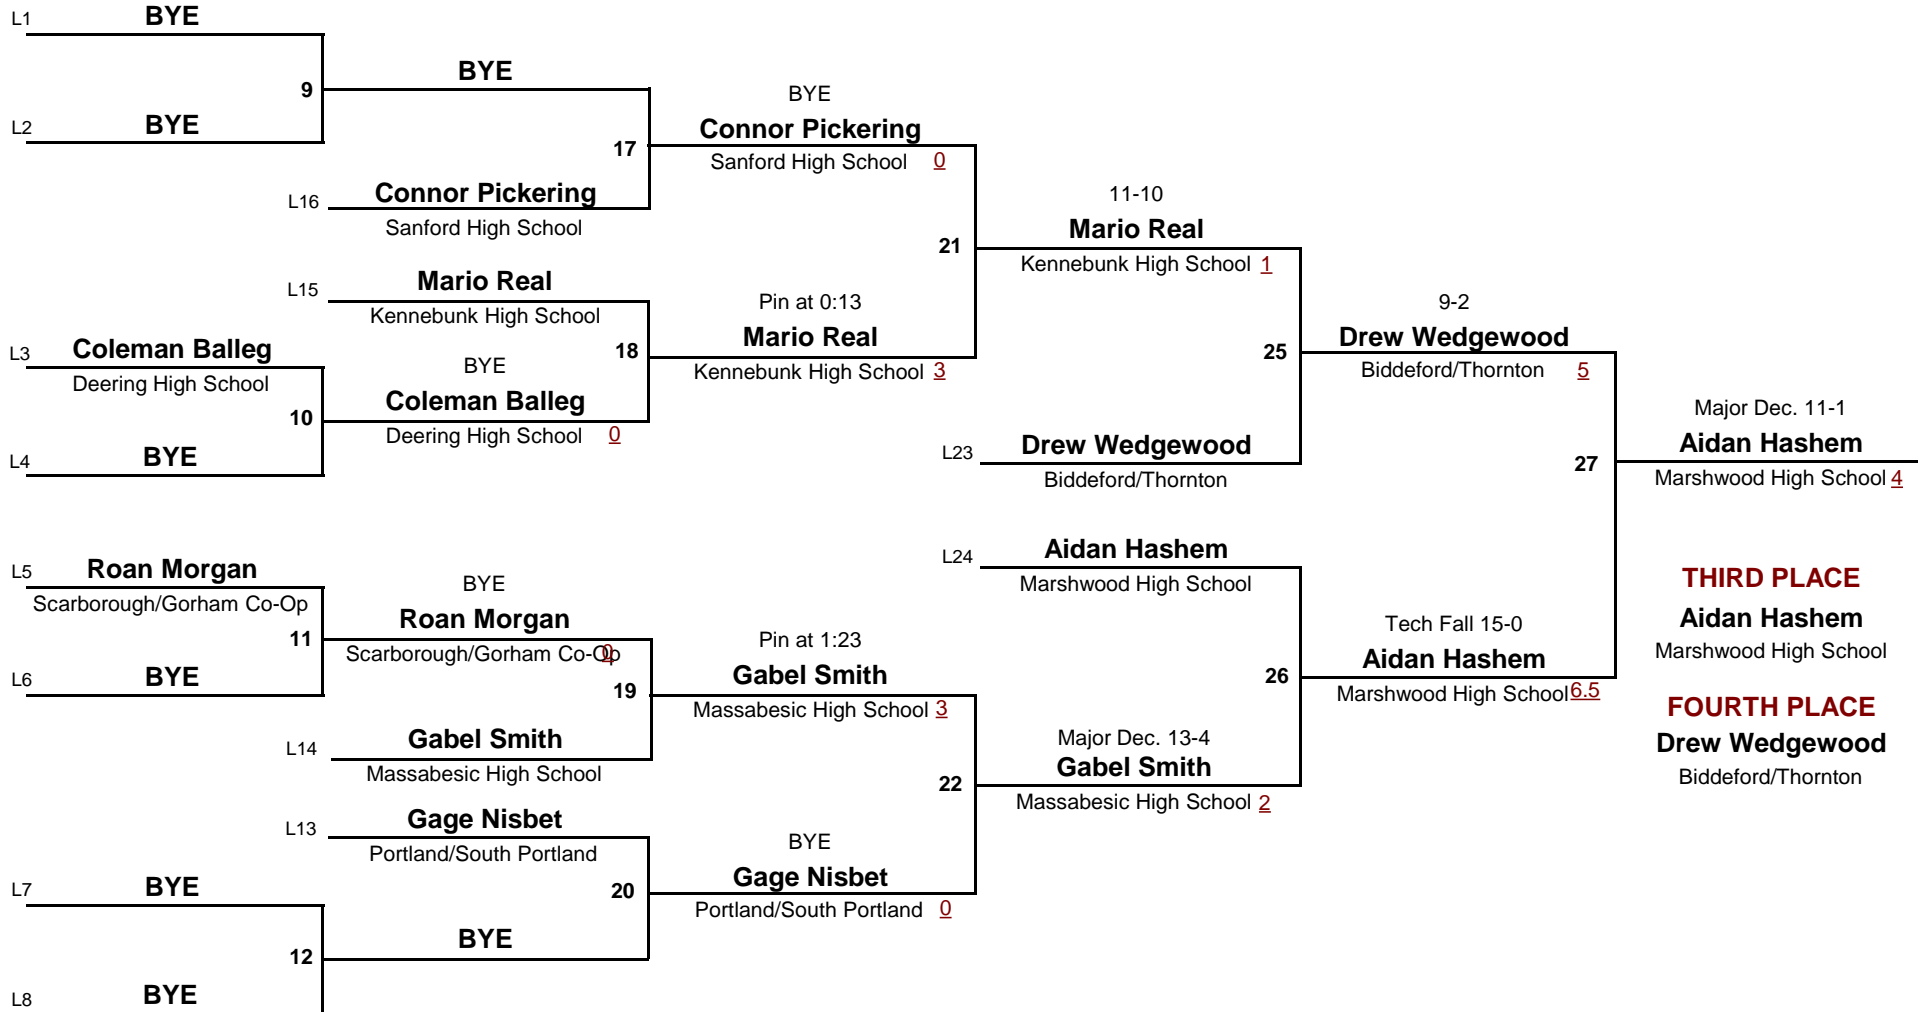 L1 BYE
9
L2 BYE
BYE
17
L16 Connor Pickering
Sanford High School
BYE
Connor Pickering
Sanford High School 0
L15 Mario Real
Kennebunk High School
18
L3 Coleman Balleg
Deering High School
10
L4 BYE
BYE
Coleman Balleg
Deering High School 0
Pin at 0:13
Mario Real
Kennebunk High School 3
21
11-10
Mario Real
Kennebunk High School 1
25
L23 Drew Wedgewood
Biddeford/Thornton
9-2
Drew Wedgewood
Biddeford/Thornton 5
27
Major Dec. 11-1
Aidan Hashem
Marshwood High School 4
L5 Roan Morgan
Scarborough/Gorham Co-Op
11
L6 BYE
BYE
Roan Morgan
Scarborough/Gorham Co-Op 0
19
L14 Gabel Smith
Massabesic High School
Pin at 1:23
Gabel Smith
Massabesic High School 3
22
L13 Gage Nisbet
Portland/South Portland
20
L7 BYE
12
L8 BYE
BYE
BYE
Gage Nisbet
Portland/South Portland 0
Major Dec. 13-4
Gabel Smith
Massabesic High School 2
L24 Aidan Hashem
Marshwood High School
26
Tech Fall 15-0
Aidan Hashem
Marshwood High School 6.5
THIRD PLACE
Aidan Hashem
Marshwood High School
FOURTH PLACE
Drew Wedgewood
Biddeford/Thornton